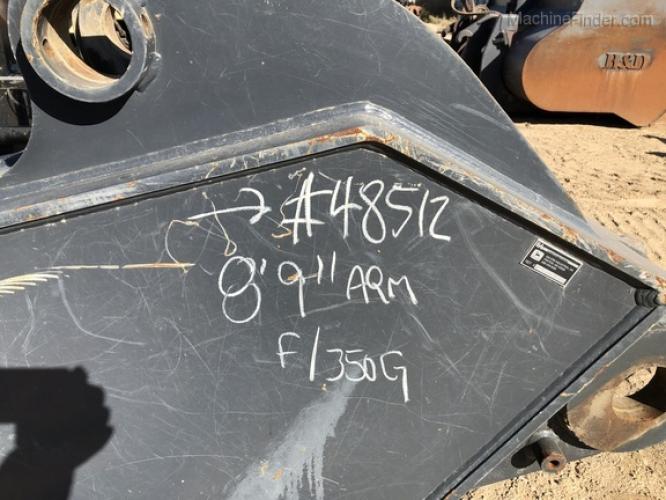 MachineFinder.com
H&D
→ #48512
8' 9" ARM
F/350G